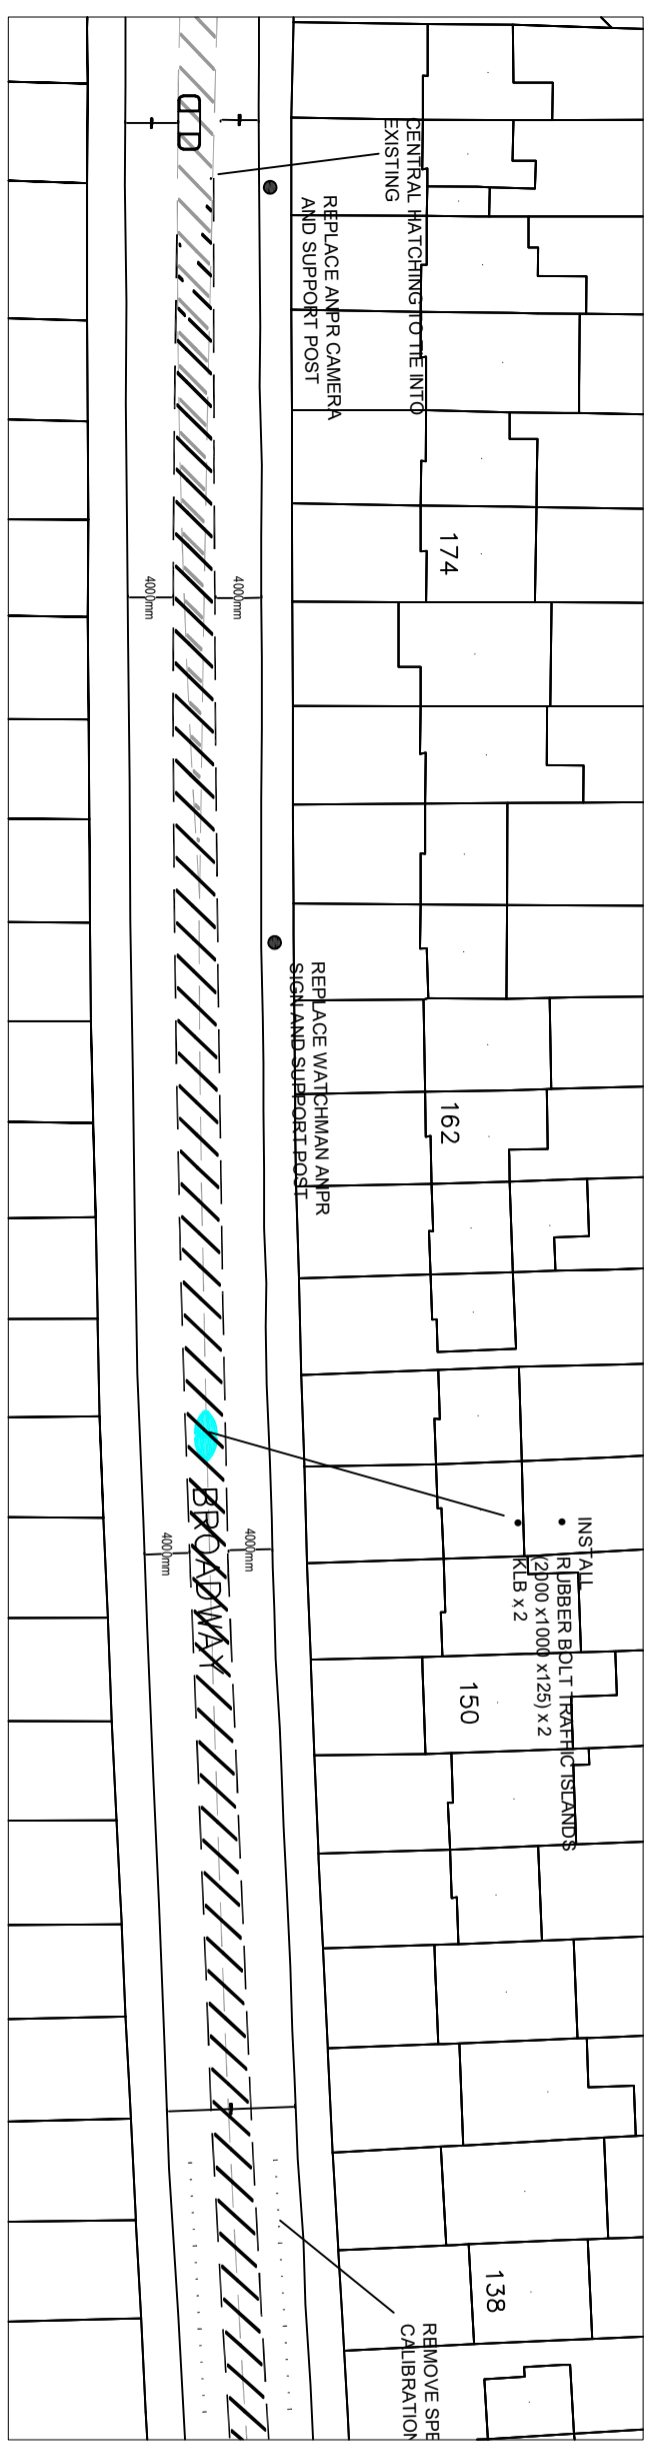 CENTRAL HATCHING TO TIE INTO
EXISTING
REPLACE ANPR CAMERA
AND SUPPORT POST
174
4000mm
4000mm
REPLACE WATCHMAN ANPR
SIGN AND SUPPORT POST
162
INSTALL
RUBBER BOLT TRAFFIC ISLANDS
(2000 x1000 x125) x 2
KLB x 2
BROADWAY
4000mm
4000mm
150
138
REMOVE SPE
CALIBRATION